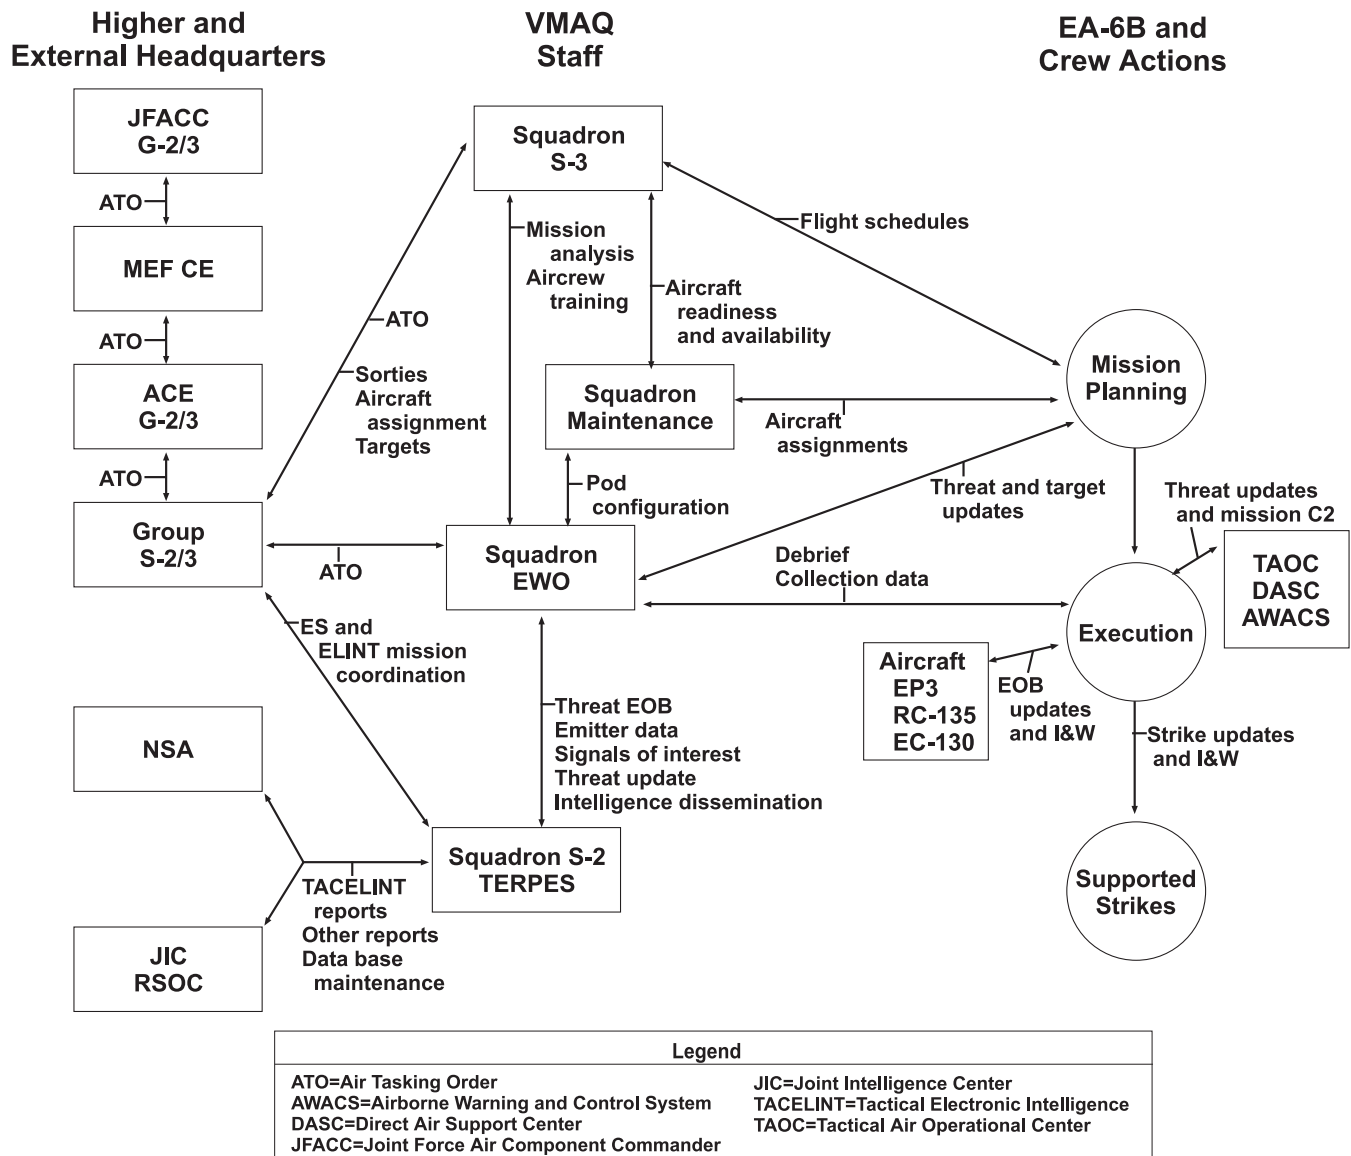 Higher and
External Headquarters
VMAQ
Staff
EA-6B and
Crew Actions
JFACC
G-2/3
ATO
MEF CE
ATO
ACE
G-2/3
ATO
Group
S-2/3
NSA
JIC
RSOC
Squadron
S-3
ATO
Sorties
Aircraft
assignment
Targets
Mission
analysis
Aircrew
training
Aircraft
readiness
and availability
Flight schedules
Squadron
Maintenance
Aircraft
assignments
Pod
configuration
Squadron
EWO
ATO
ES and
ELINT mission
coordination
Threat and target
updates
Debrief
Collection data
Threat EOB
Emitter data
Signals of interest
Threat update
Intelligence dissemination
Squadron S-2
TERPES
TACELINT
reports
Other reports
Data base
maintenance
Mission
Planning
Threat updates
and mission C2
TAOC
DASC
AWACS
Execution
Aircraft
EP3
RC-135
EC-130
EOB
updates
and I&W
Strike updates
and I&W
Supported
Strikes
Legend
ATO=Air Tasking Order
AWACS=Airborne Warning and Control System
DASC=Direct Air Support Center
JFACC=Joint Force Air Component Commander
JIC=Joint Intelligence Center
TACELINT=Tactical Electronic Intelligence
TAOC=Tactical Air Operational Center